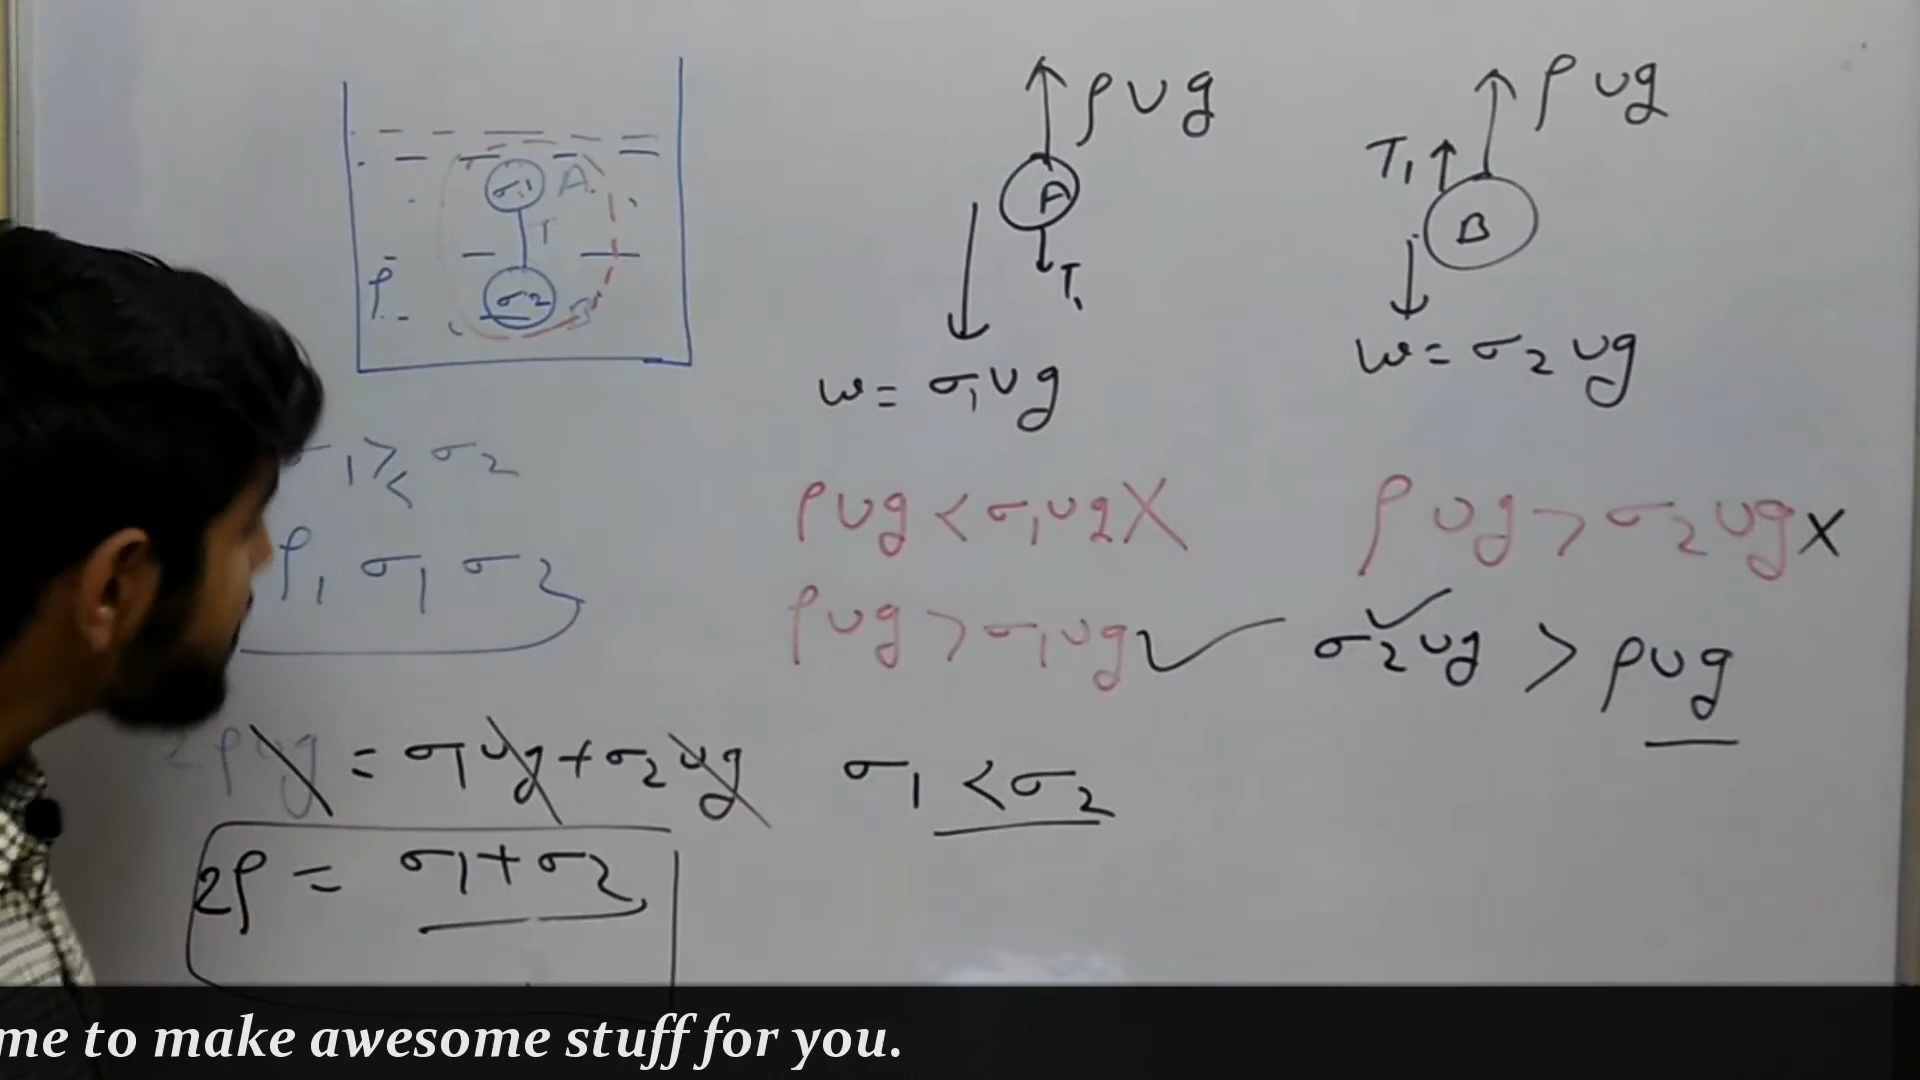 σ1 A
T
ρ
σ2 B
σ1 ≷ σ2
ρ, σ1 σ2
2ρvg = σ1vg + σ2vg
2ρ = σ1 + σ2
ρvg
A
T1
w = σ1vg
ρvg < σ1vg X
ρvg > σ1vg ✓
σ1 < σ2
ρvg
T1
B
w = σ2vg
ρvg > σ2vg X
✓
σ2vg > ρvg
me to make awesome stuff for you.